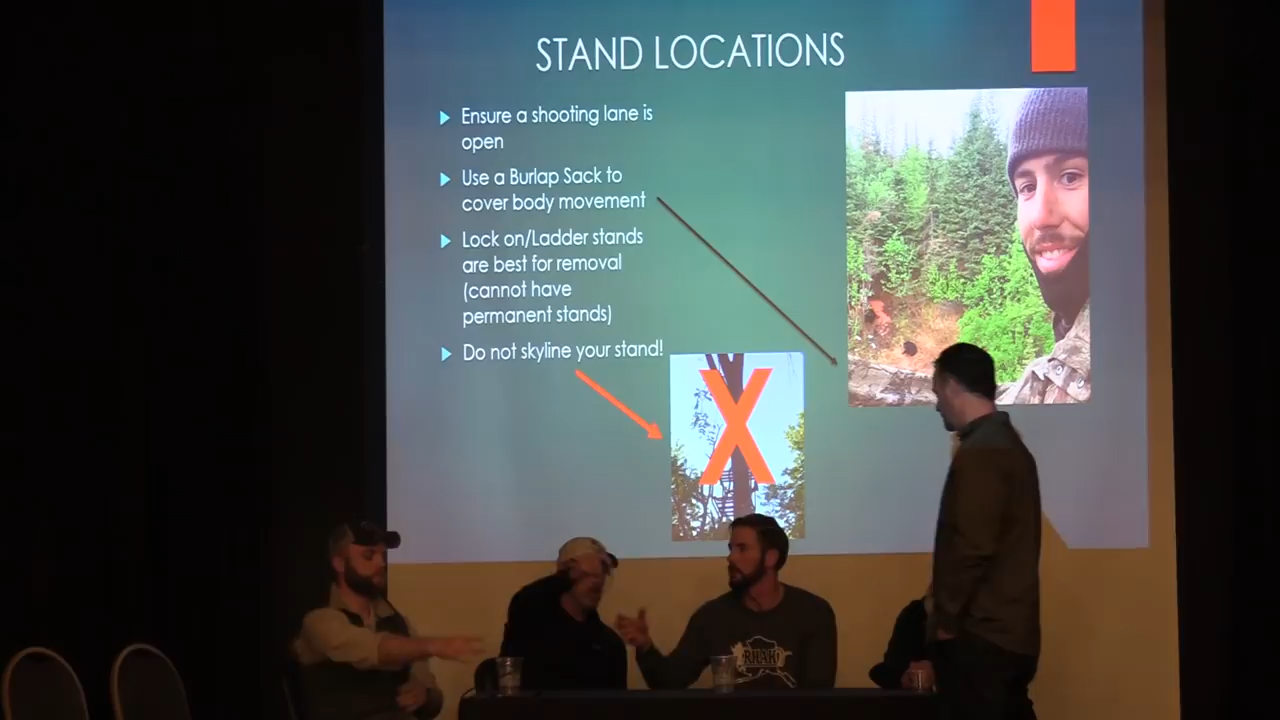 STAND LOCATIONS
Ensure a shooting lane is
open
Use a Burlap Sack to
cover body movement
Lock on/Ladder stands
are best for removal
(cannot have
permanent stands)
Do not skyline your stand!
X